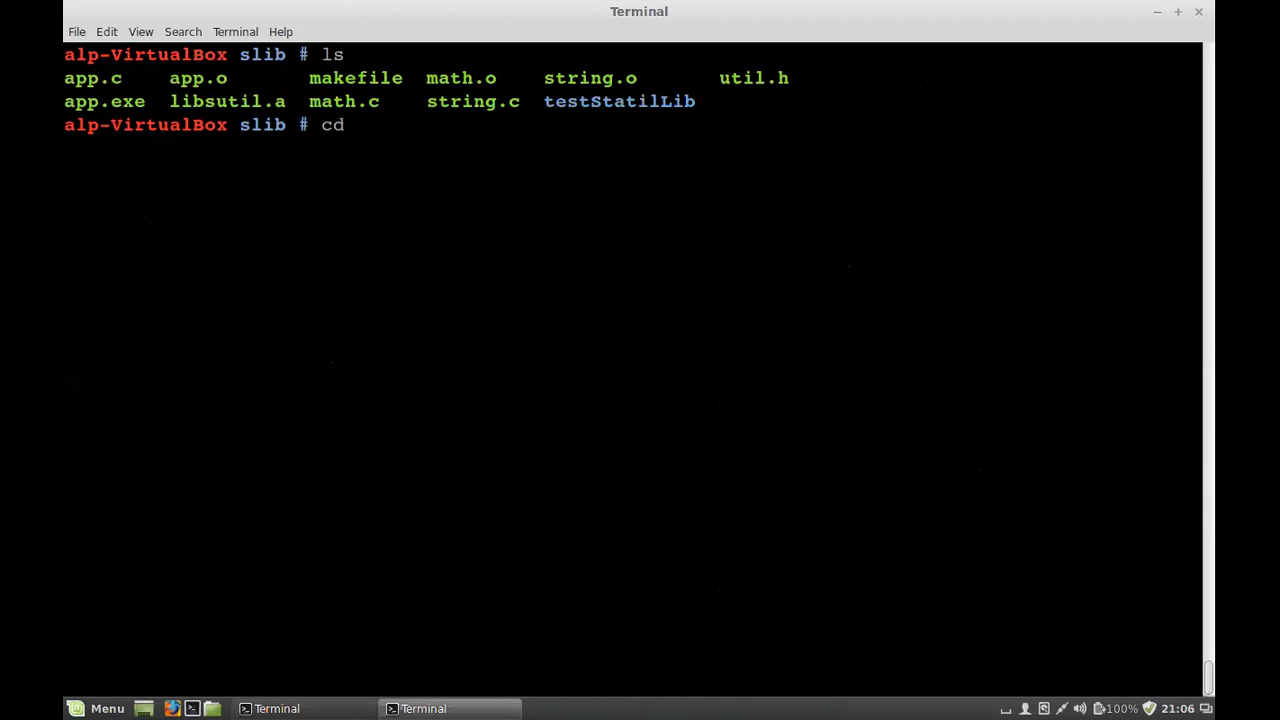 Terminal
File Edit View Search Terminal Help
alp-VirtualBox slib # ls
app.c app.o makefile math.o string.o util.h
app.exe libsutil.a math.c string.c testStatilLib
alp-VirtualBox slib # cd
Menu Terminal Terminal 100% 21:06